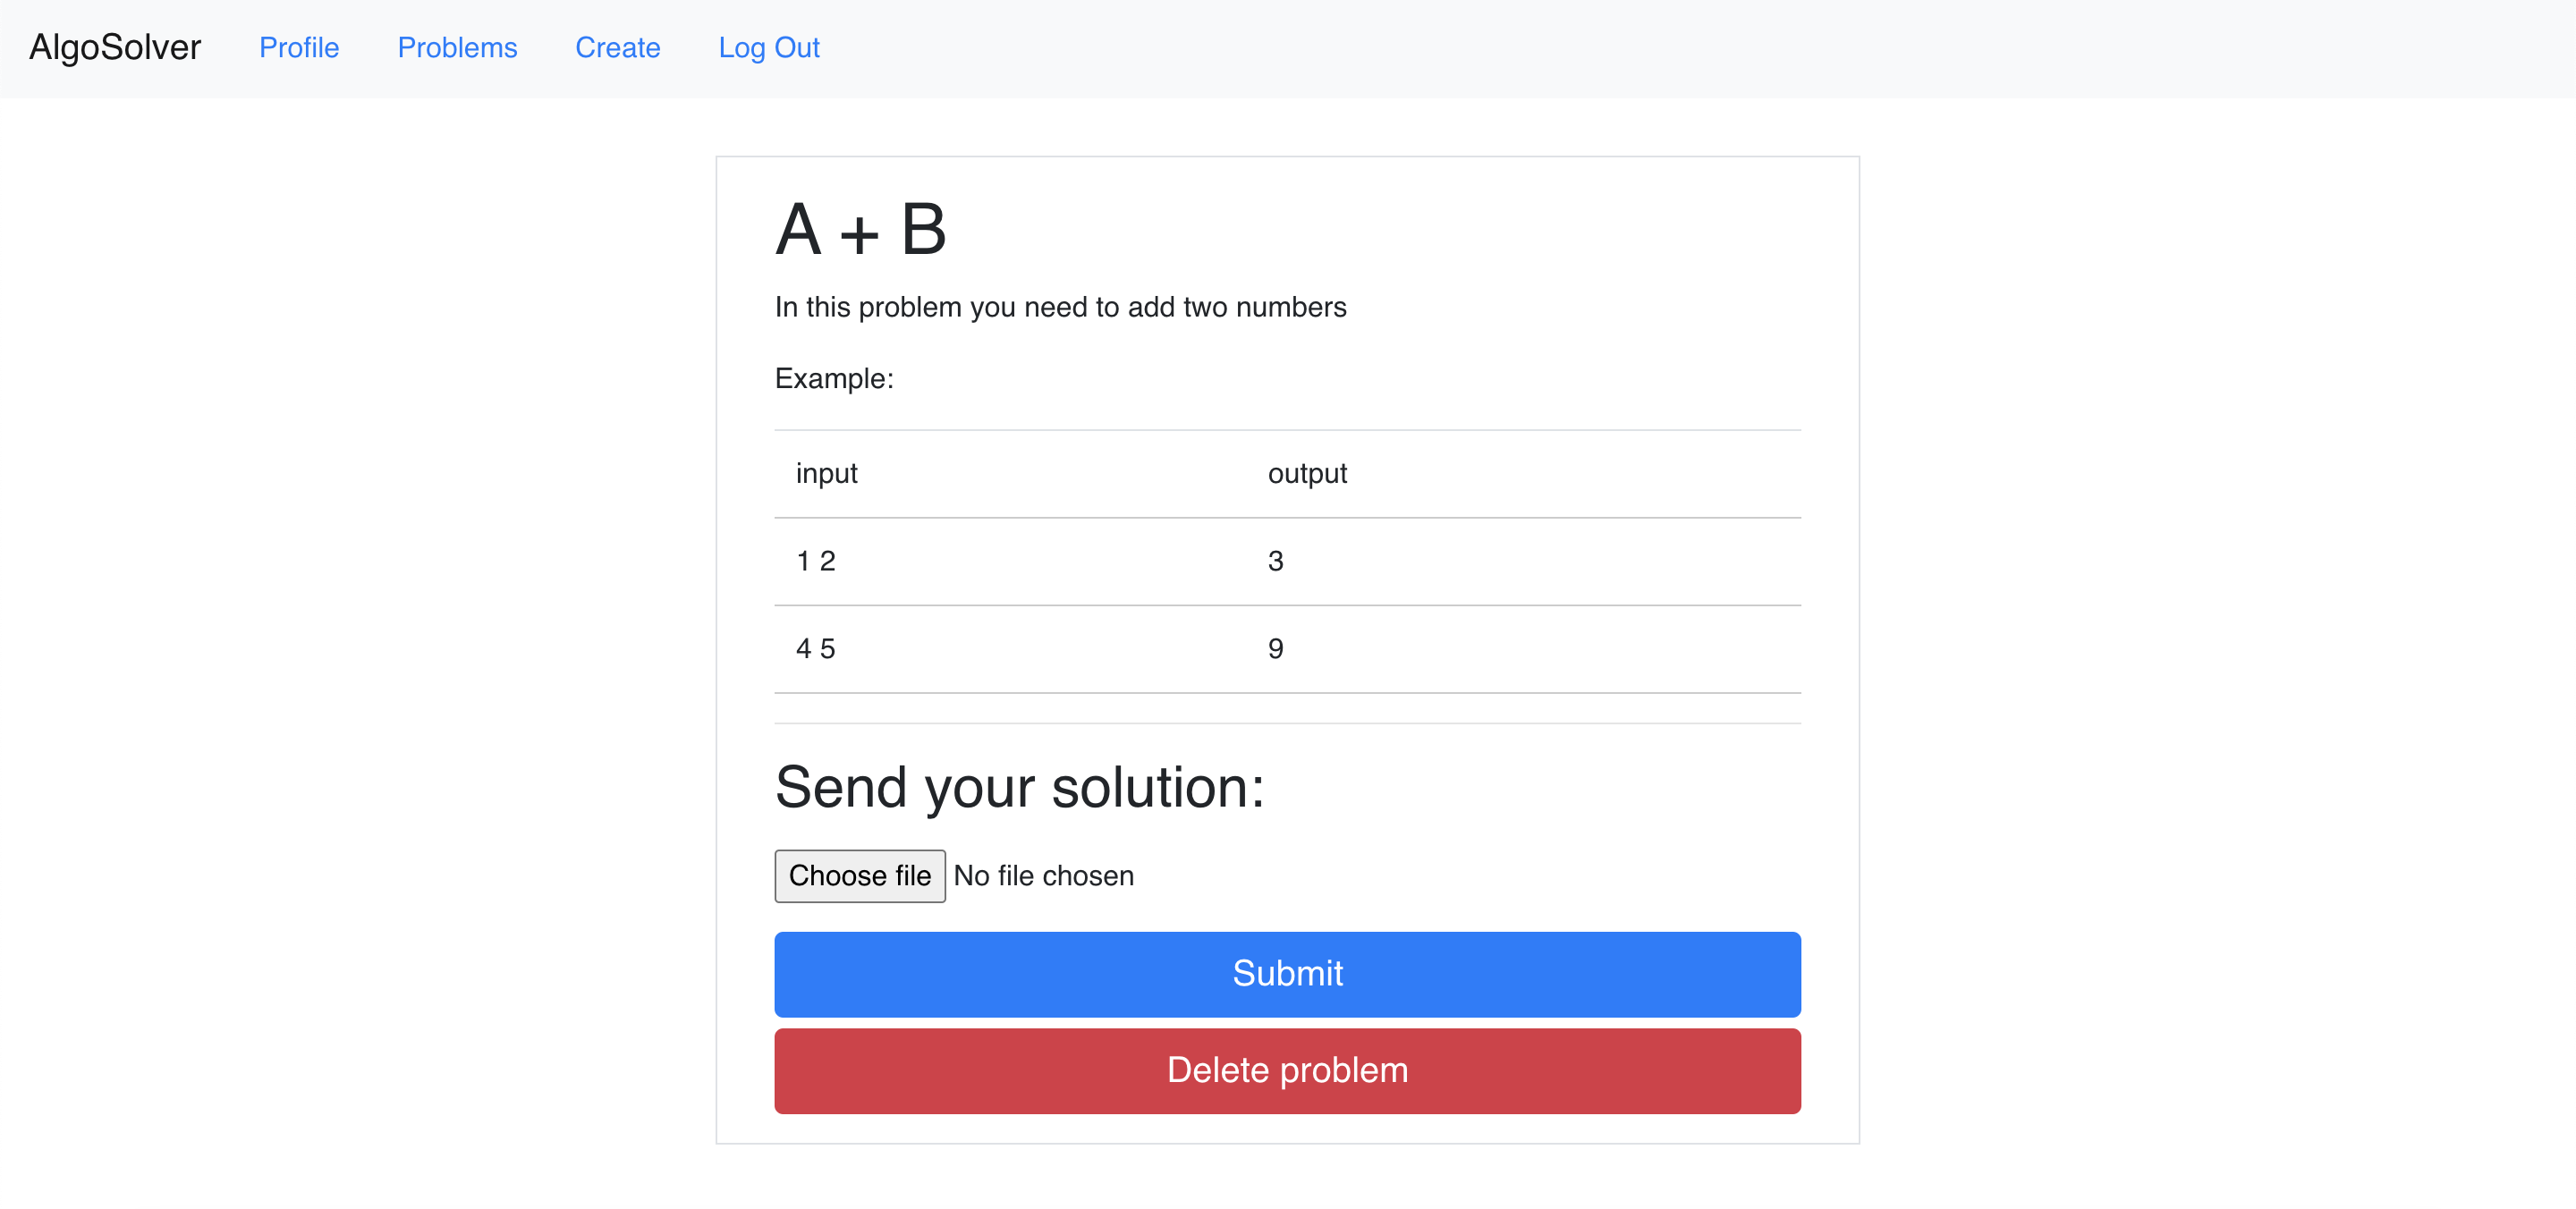 AlgoSolver Profile Problems Create Log Out
A + B
In this problem you need to add two numbers
Example:
input output
1 2 3
4 5 9
Send your solution:
Choose file No file chosen
Submit
Delete problem